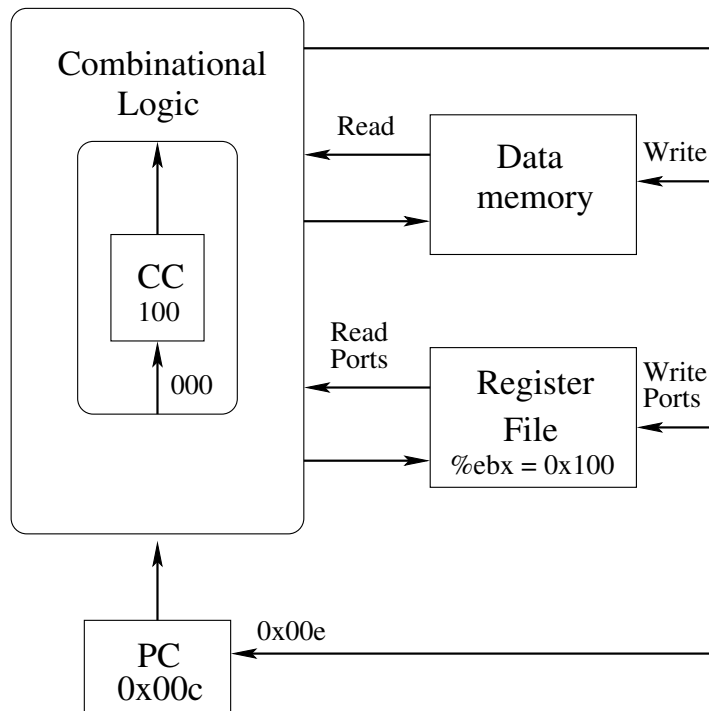 Combinational
Logic
Read
Data
memory
Write
CC
100
000
Read
Ports
Register
File
%ebx = 0x100
Write
Ports
0x00e
PC
0x00c